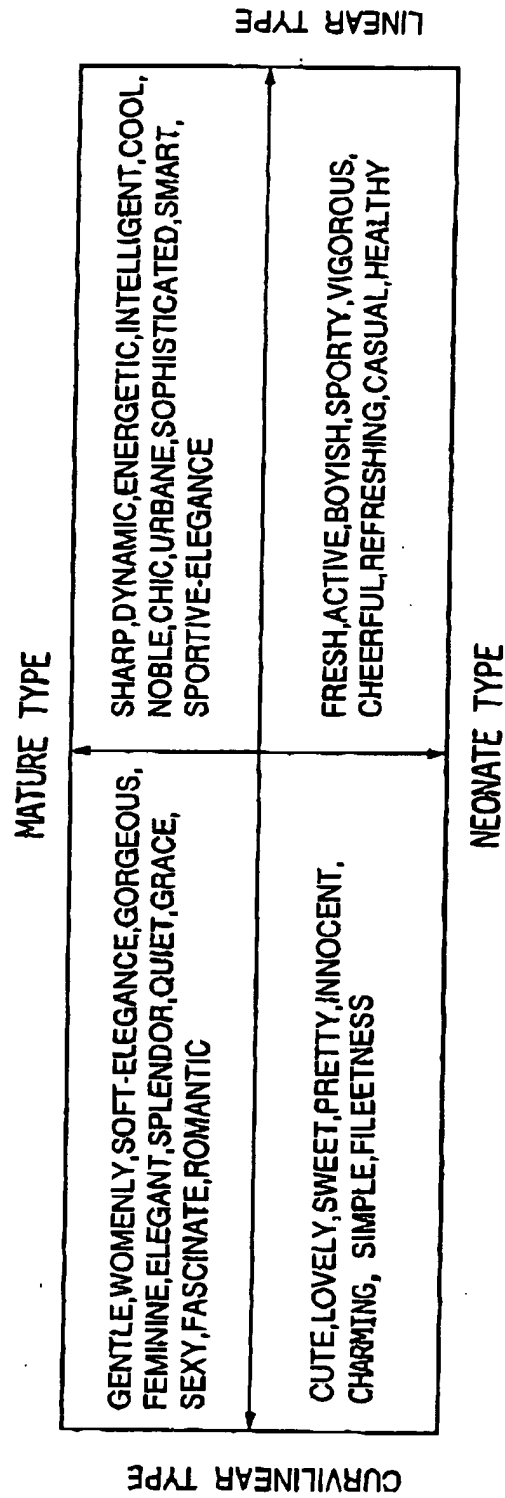 MATURE TYPE
GENTLE,WOMENLY,SOFT-ELEGANCE,GORGEOUS,
FEMININE,ELEGANT,SPLENDOR,QUIET,GRACE,
SEXY,FASCINATE,ROMANTIC
SHARP,DYNAMIC,ENERGETIC,INTELLIGENT,COOL,
NOBLE,CHIC,URBANE,SOPHISTICATED,SMART,
SPORTIVE-ELEGANCE
CURVILINEAR TYPE
LINEAR TYPE
CUTE,LOVELY,SWEET,PRETTY,INNOCENT,
CHARMING, SIMPLE,FILEETNESS
FRESH,ACTIVE,BOYISH,SPORTY,VIGOROUS,
CHEERFUL,REFRESHING,CASUAL,HEALTHY
NEONATE TYPE